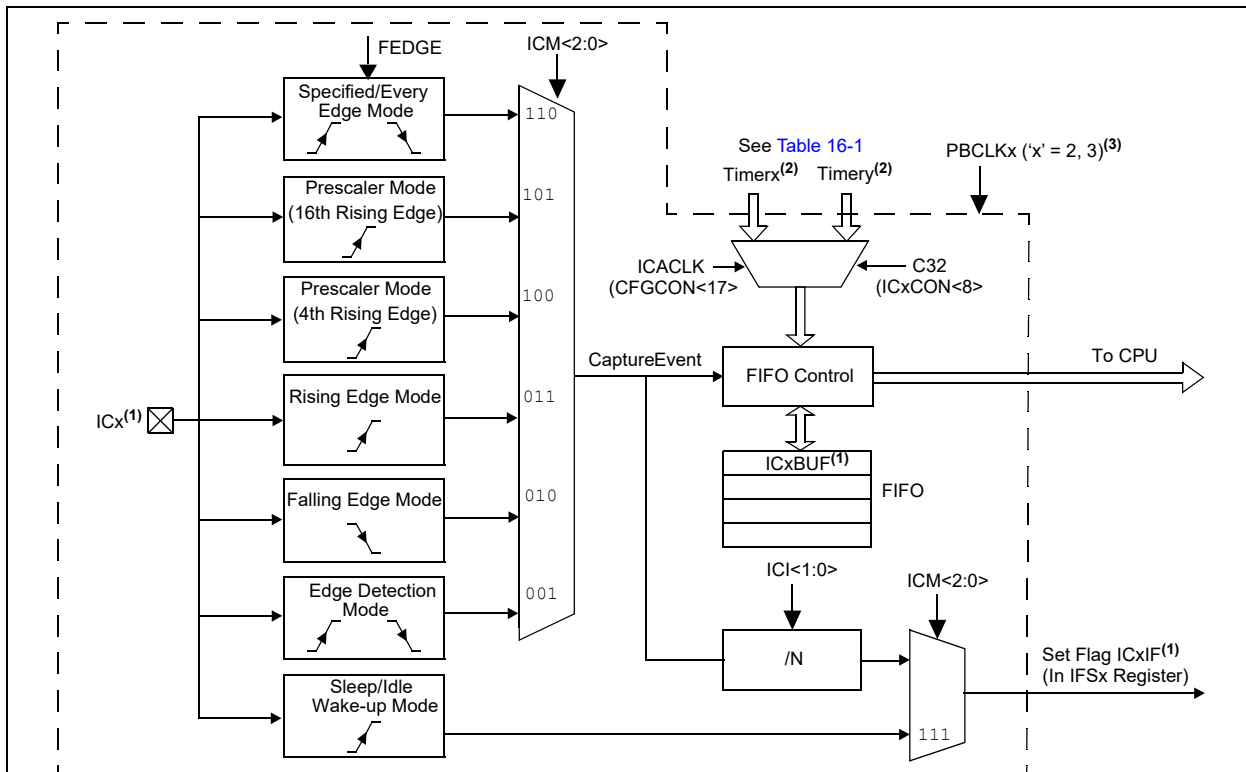 FEDGE
ICM<2:0>
Specified/Every
Edge Mode
110
See Table 16-1
Timerx(2) Timery(2)
PBCLKx ('x' = 2, 3)(3)
Prescaler Mode
(16th Rising Edge)
101
ICACLK
(CFGCON<17>
C32
(ICxCON<8>
Prescaler Mode
(4th Rising Edge)
100
CaptureEvent
FIFO Control
To CPU
ICx(1)
Rising Edge Mode
011
ICxBUF(1)
FIFO
Falling Edge Mode
010
ICI<1:0>
ICM<2:0>
Edge Detection
Mode
001
/N
Set Flag ICxIF(1)
(In IFSx Register)
Sleep/Idle
Wake-up Mode
111